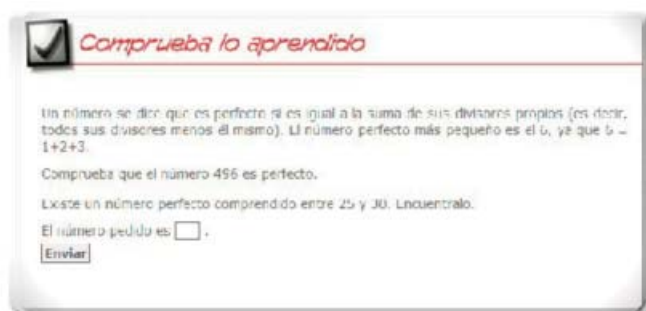 Comprueba lo aprendido
Un número se dice que es perfecto si es igual a la suma de sus divisores propios (es decir,
todos sus divisores menos él mismo). El número perfecto más pequeño es el 6, ya que 6 =
1+2+3.
Comprueba que el número 496 es perfecto.
Existe un número perfecto comprendido entre 25 y 30. Encuentralo.
El número pedido es .
Enviar